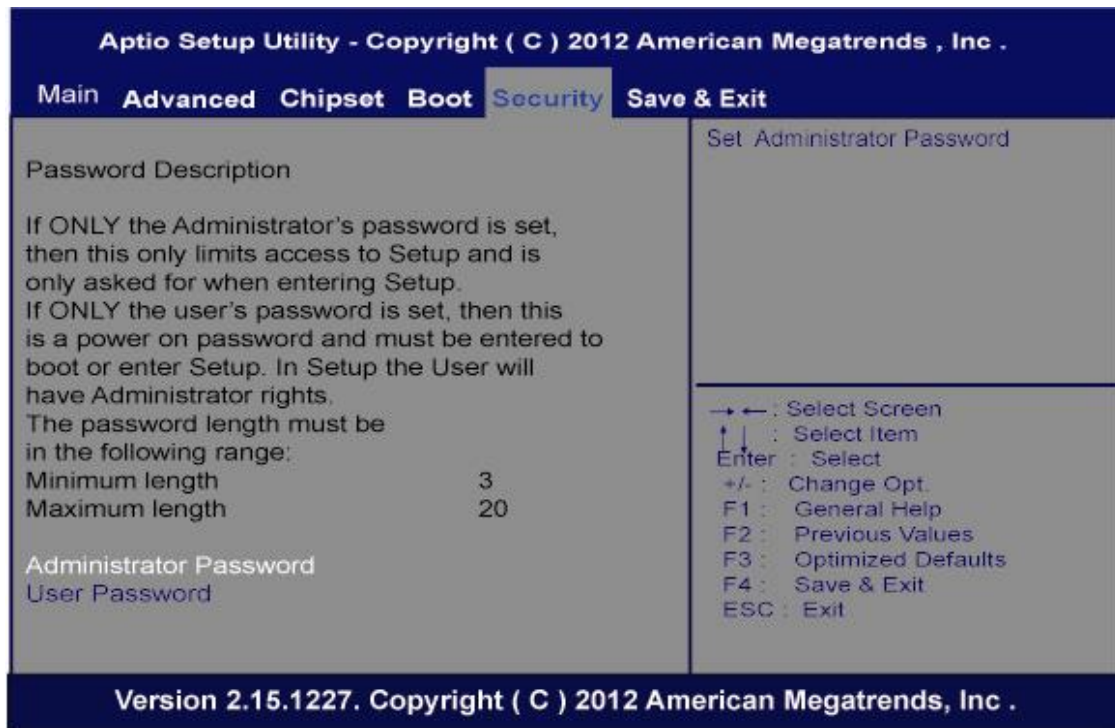 Aptio Setup Utility - Copyright ( C ) 2012 American Megatrends , Inc .
Main Advanced Chipset Boot Security Save & Exit
Password Description
If ONLY the Administrator's password is set,
then this only limits access to Setup and is
only asked for when entering Setup.
If ONLY the user's password is set, then this
is a power on password and must be entered to
boot or enter Setup. In Setup the User will
have Administrator rights.
The password length must be
in the following range:
Minimum length 3
Maximum length 20
Administrator Password
User Password
Set Administrator Password
→ ← : Select Screen
↑ ↓ : Select Item
Enter : Select
+/- : Change Opt.
F1 : General Help
F2 : Previous Values
F3 : Optimized Defaults
F4 : Save & Exit
ESC : Exit
Version 2.15.1227. Copyright ( C ) 2012 American Megatrends, Inc .